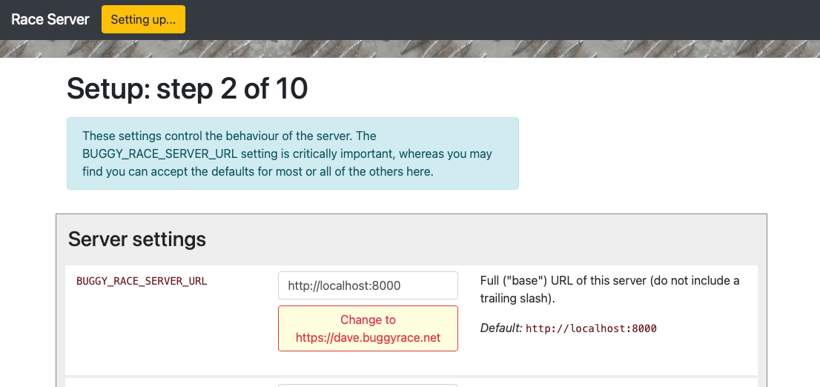 Race Server Setting up...
Setup: step 2 of 10
These settings control the behaviour of the server. The
BUGGY_RACE_SERVER_URL setting is critically important, whereas you may
find you can accept the defaults for most or all of the others here.
Server settings
BUGGY_RACE_SERVER_URL
http://localhost:8000
Change to
https://dave.buggyrace.net
Full ("base") URL of this server (do not include a
trailing slash).
Default: http://localhost:8000